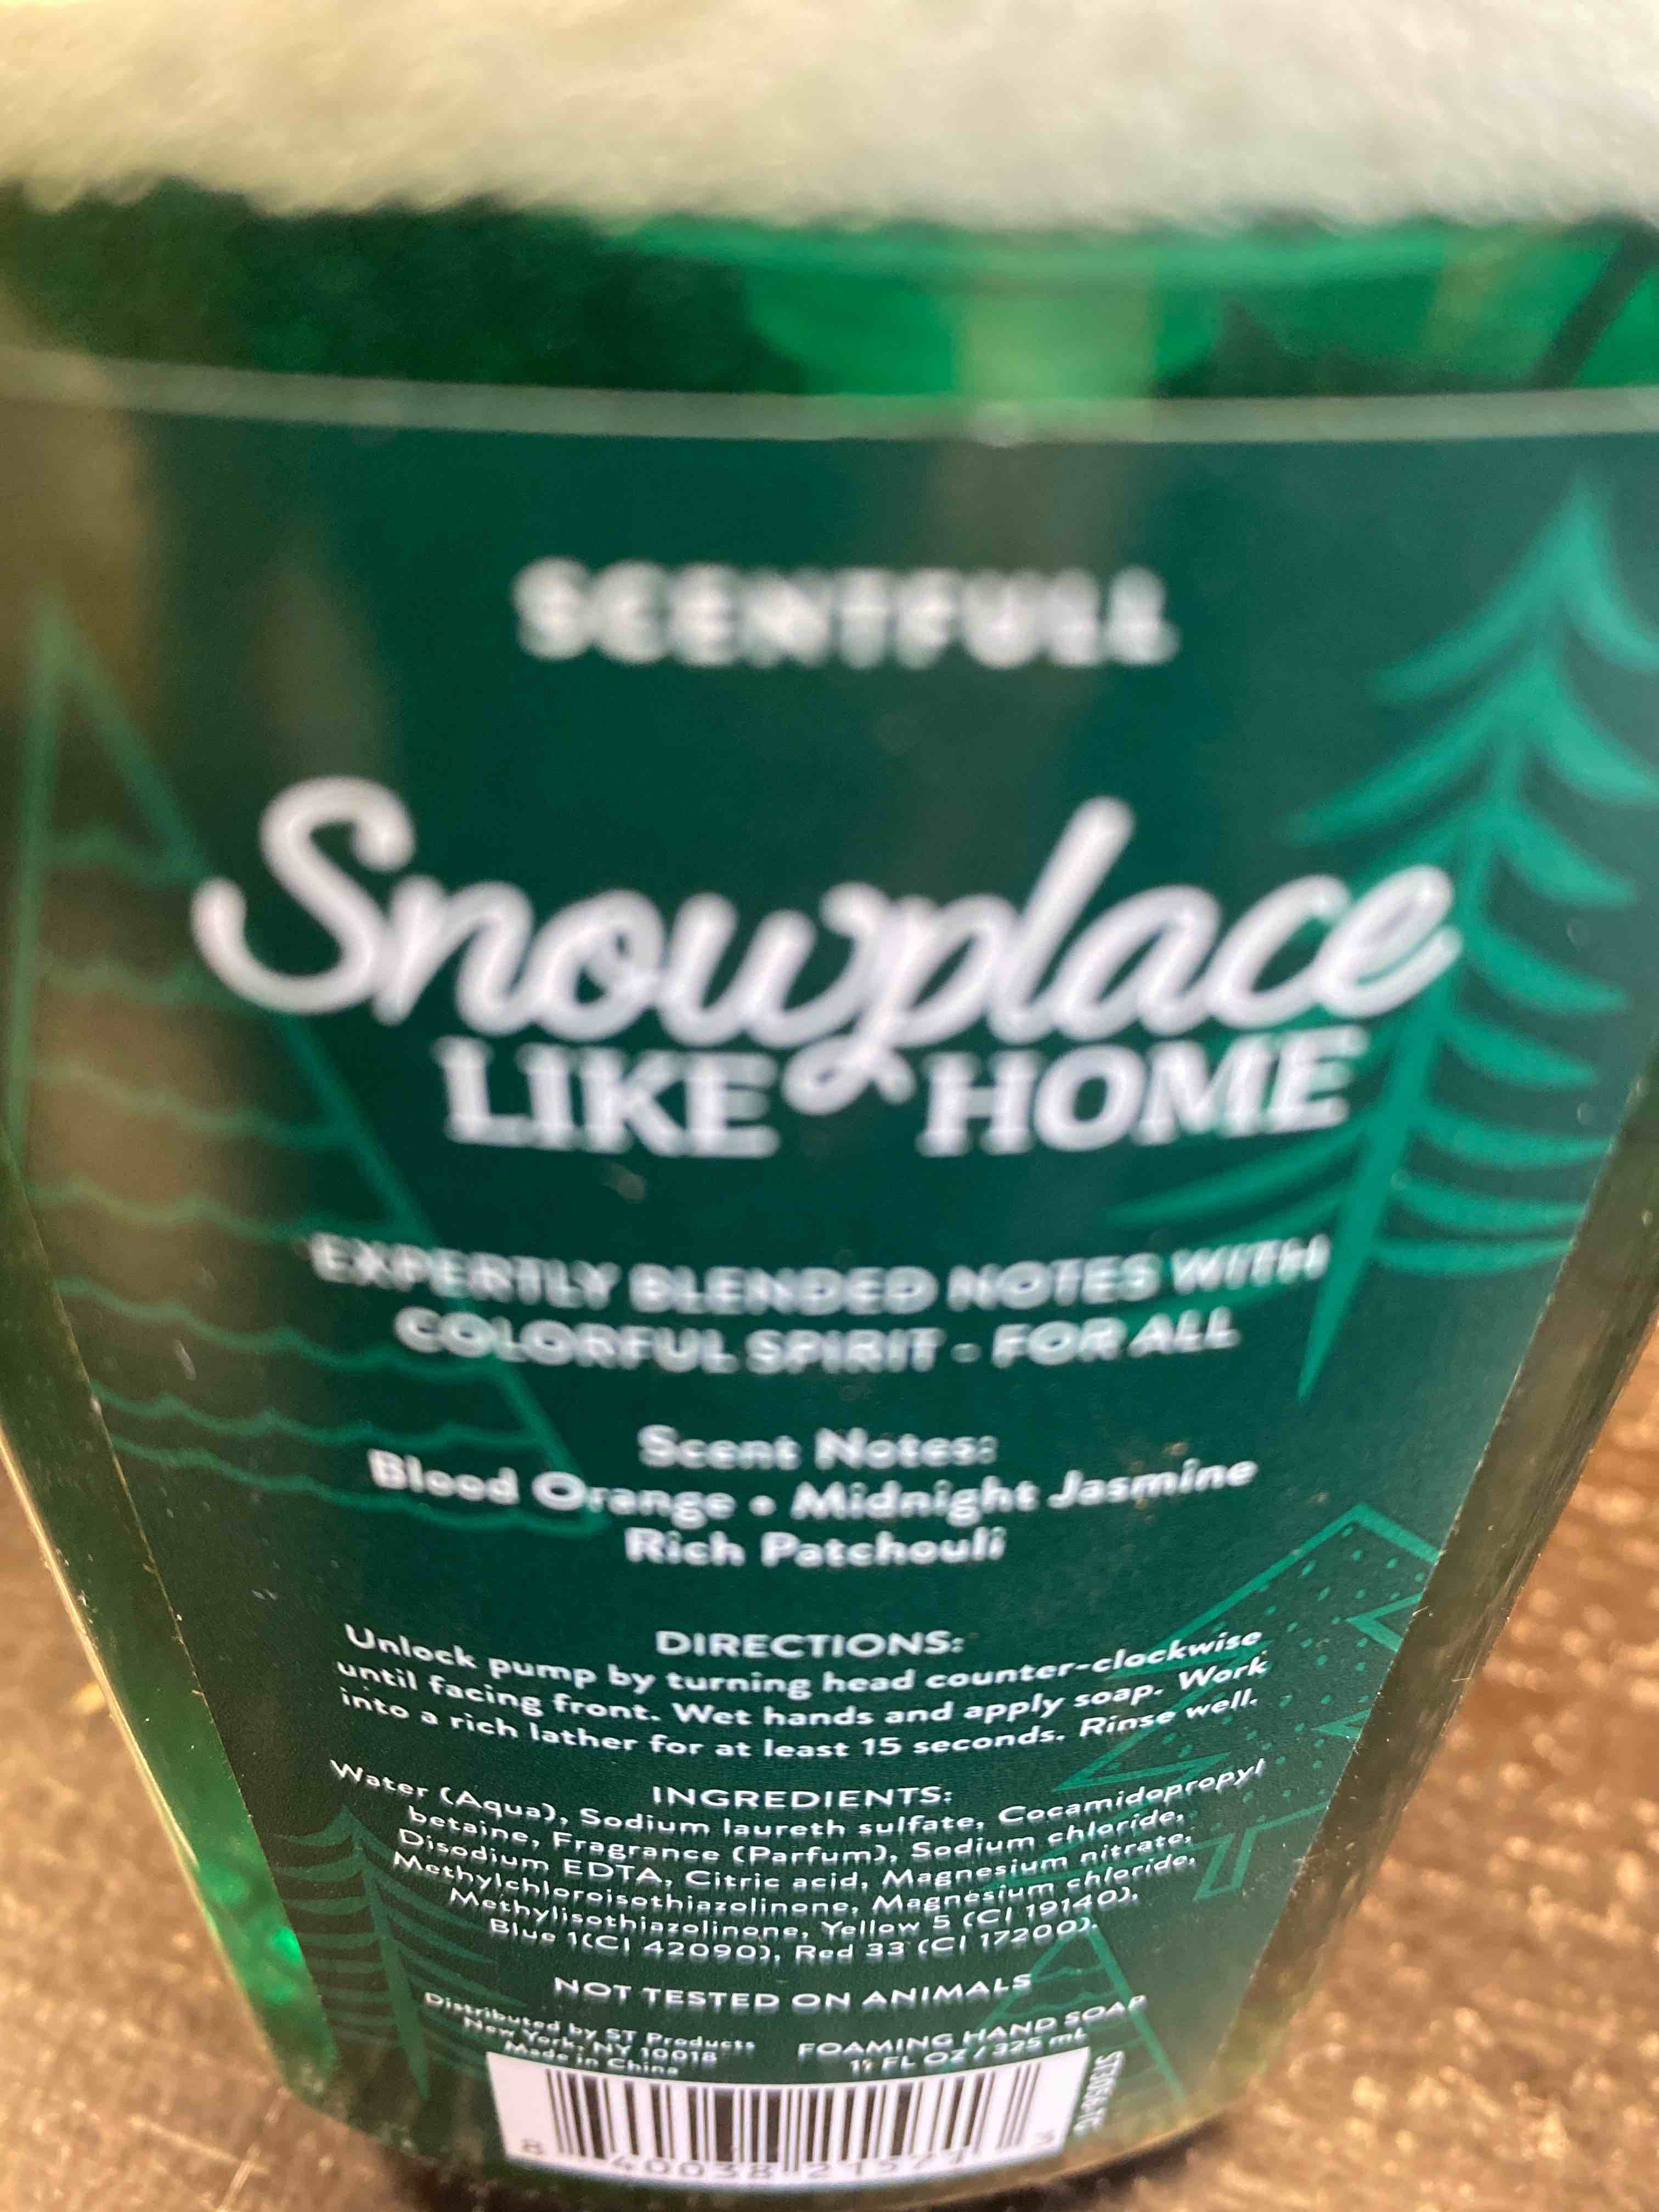 SCENTFULL
Snowplace
LIKE HOME
EXPERTLY BLENDED NOTES WITH
COLORFUL SPIRIT - FOR ALL
Scent Notes:
Blood Orange • Midnight Jasmine
Rich Patchouli
DIRECTIONS:
Unlock pump by turning head counter-clockwise
until facing front. Wet hands and apply soap. Work
into a rich lather for at least 15 seconds. Rinse well.
INGREDIENTS:
Water (Aqua), Sodium laureth sulfate, Cocamidopropyl
betaine, Fragrance (Parfum), Sodium chloride,
Disodium EDTA, Citric acid, Magnesium nitrate,
Methylchloroisothiazolinone, Magnesium chloride,
Methylisothiazolinone, Yellow 5 (CI 19140),
Blue 1(CI 42090), Red 33 (CI 17200).
NOT TESTED ON ANIMALS
Distributed by ST Products
New York, NY 10018
Made in China
FOAMING HAND SOAP
11 FL OZ / 325 mL